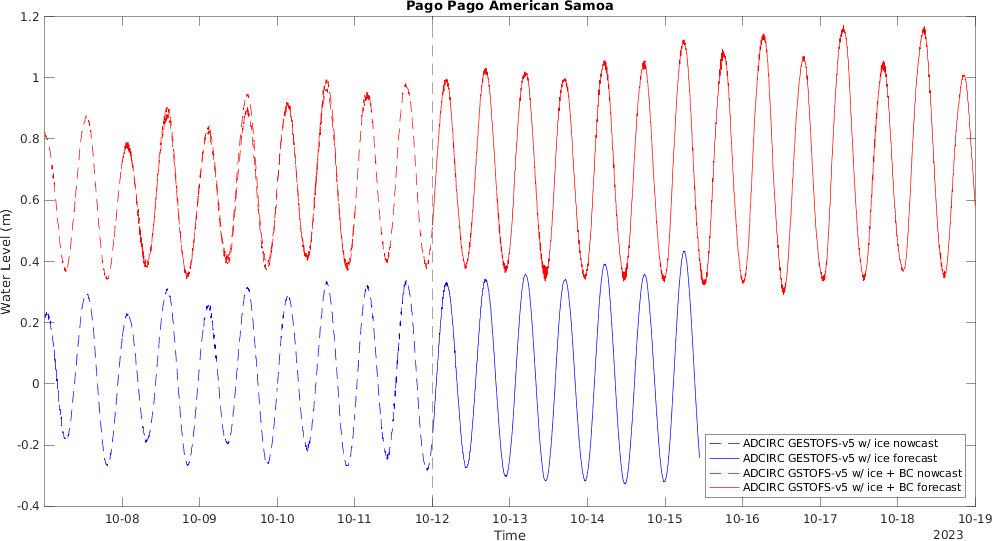 Pago Pago American Samoa
1.2
1
0.8
0.6
0.4
0.2
0
-0.2
-0.4
Water Level (m)
10-08 10-09 10-10 10-11 10-12 10-13 10-14 10-15 10-16 10-17 10-18 10-19
Time
2023
ADCIRC GESTOFS-v5 w/ ice nowcast
ADCIRC GESTOFS-v5 w/ ice forecast
ADCIRC GSTOFS-v5 w/ ice + BC nowcast
ADCIRC GSTOFS-v5 w/ ice + BC forecast